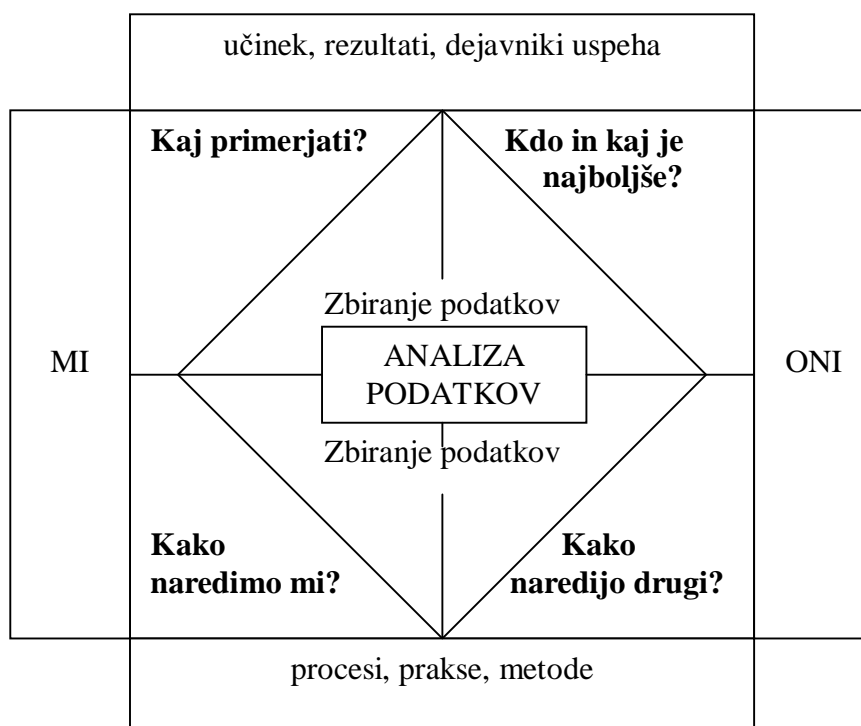 učinek, rezultati, dejavniki uspeha
Kaj primerjati?
Kdo in kaj je
najboljše?
Zbiranje podatkov
MI
ANALIZA
PODATKOV
ONI
Zbiranje podatkov
Kako
naredimo mi?
Kako
naredijo drugi?
procesi, prakse, metode